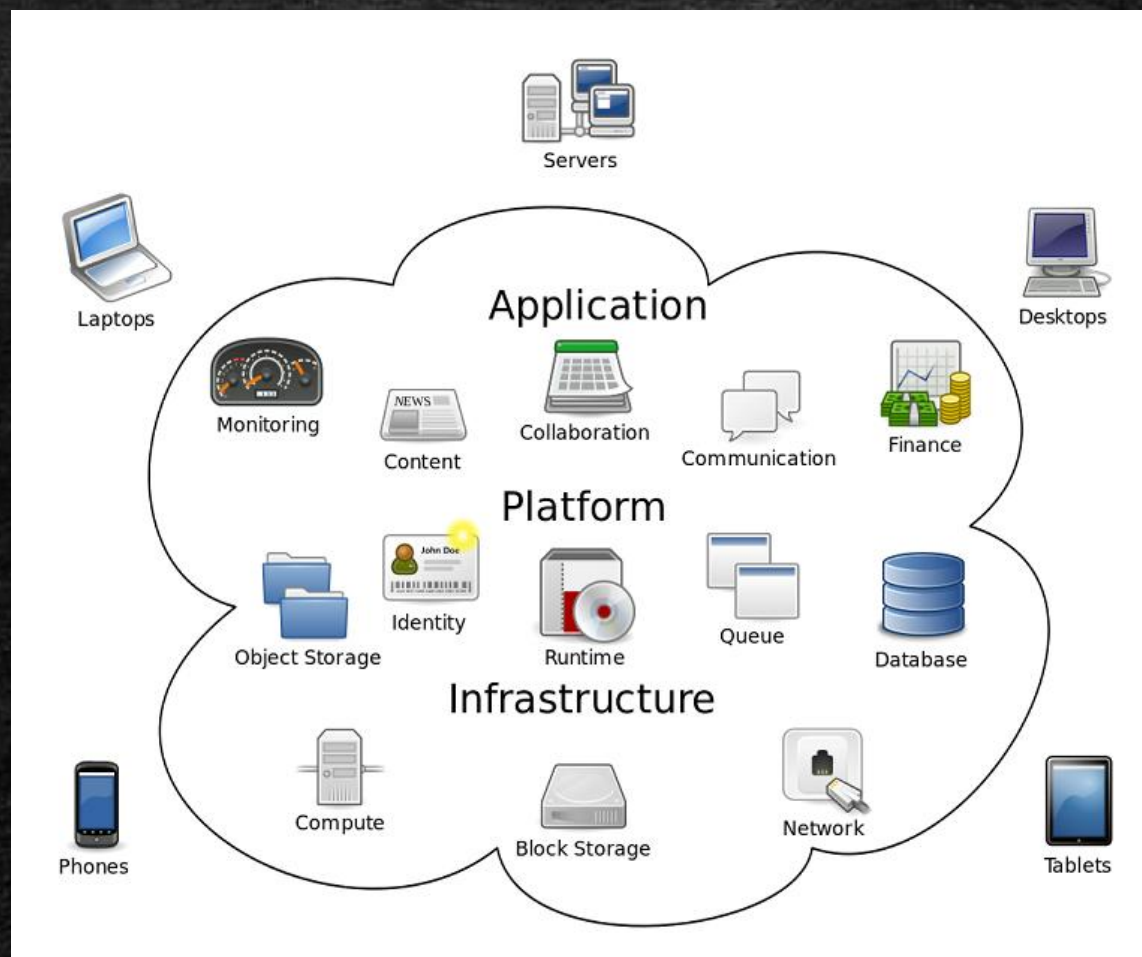 Servers
Laptops
Desktops
Application
Monitoring
NEWS
Content
Collaboration
Communication
Finance
Platform
Object Storage
John Doe
Identity
Runtime
Queue
Database
Infrastructure
Compute
Block Storage
Network
Phones
Tablets